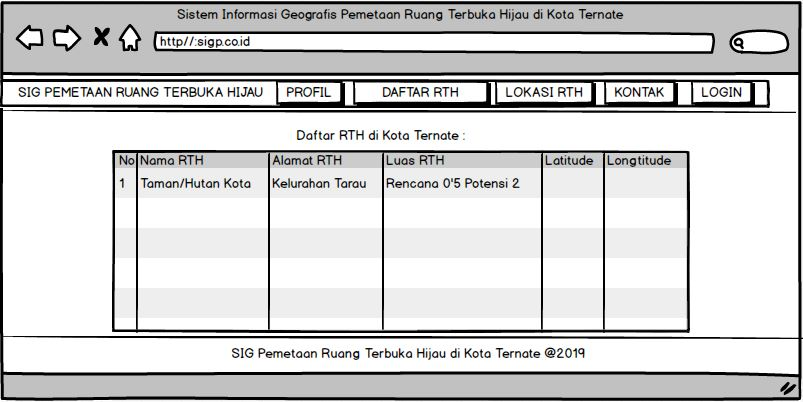 Sistem Informasi Geografis Pemetaan Ruang Terbuka Hijau di Kota Ternate
http//:sigp.co.id
SIG PEMETAAN RUANG TERBUKA HIJAU PROFIL DAFTAR RTH LOKASI RTH KONTAK LOGIN
Daftar RTH di Kota Ternate :
No Nama RTH Alamat RTH Luas RTH Latitude Longtitude
1 Taman/Hutan Kota Kelurahan Tarau Rencana 0'5 Potensi 2
SIG Pemetaan Ruang Terbuka Hijau di Kota Ternate @2019